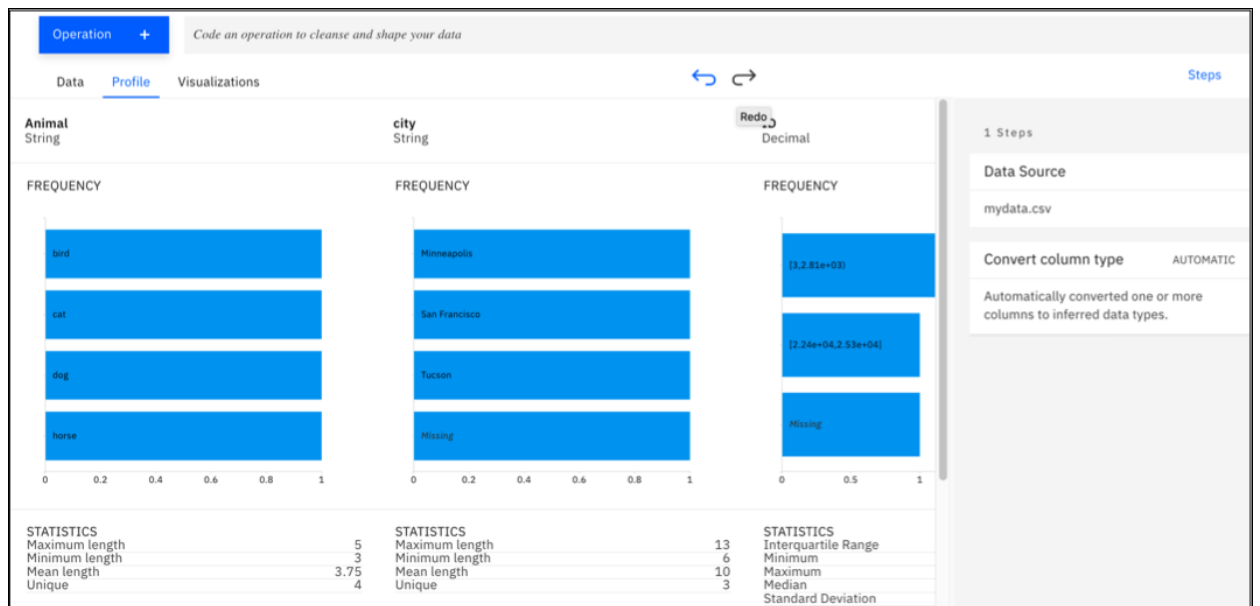 Operation +
Code an operation to cleanse and shape your data
Data Profile Visualizations
Steps
Redo
Animal
String
city
String
Decimal
FREQUENCY
bird
cat
dog
horse
0 0.2 0.4 0.6 0.8 1
FREQUENCY
Minneapolis
San Francisco
Tucson
Missing
0 0.2 0.4 0.6 0.8 1
FREQUENCY
[3,2.81e+03)
[2.24e+04,2.53e+04]
Missing
0 0.5 1
STATISTICS
Maximum length 5
Minimum length 3
Mean length 3.75
Unique 4
STATISTICS
Maximum length 13
Minimum length 6
Mean length 10
Unique 3
STATISTICS
Interquartile Range
Minimum
Maximum
Median
Standard Deviation
1 Steps
Data Source
mydata.csv
Convert column type AUTOMATIC
Automatically converted one or more
columns to inferred data types.